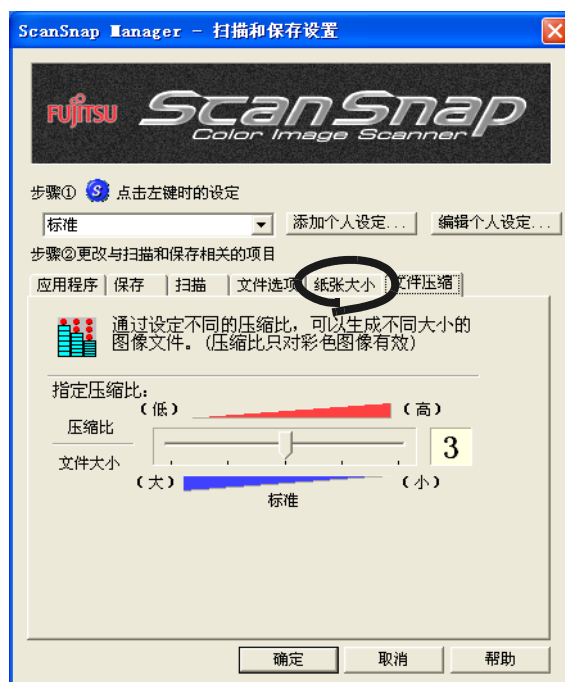 ScanSnap Manager - 扫描和保存设置
FUJITSU ScanSnap
Color Image Scanner
步骤① S 点击左键时的设定
标准 添加个人设定... 编辑个人设定...
步骤②更改与扫描和保存相关的项目
应用程序 保存 扫描 文件选项 纸张大小 文件压缩
通过设定不同的压缩比，可以生成不同大小的
图像文件。(压缩比只对彩色图像有效)
指定压缩比:
(低) (高)
压缩比
3
文件大小
(大) (小)
标准
确定 取消 帮助